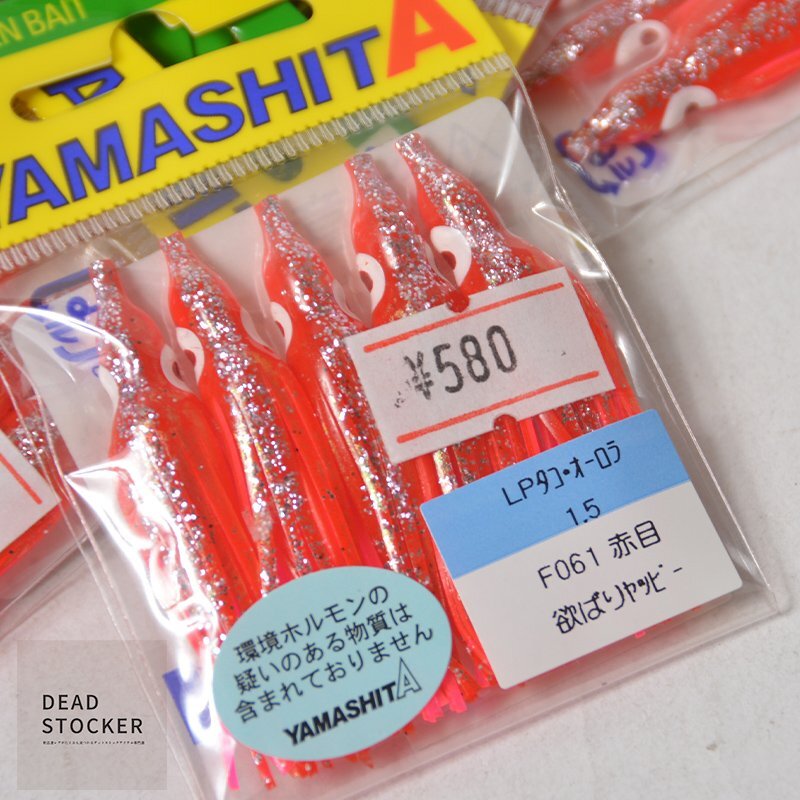 N BAIT
YAMASHITA
¥580
LPﾀｺ・ｵｰﾛﾗ
1.5
F061 赤目
欲ばりﾔｯﾋﾞｰ
環境ホルモンの
疑いのある物質は
含まれておりません
YAMASHITA
DEAD
STOCKER